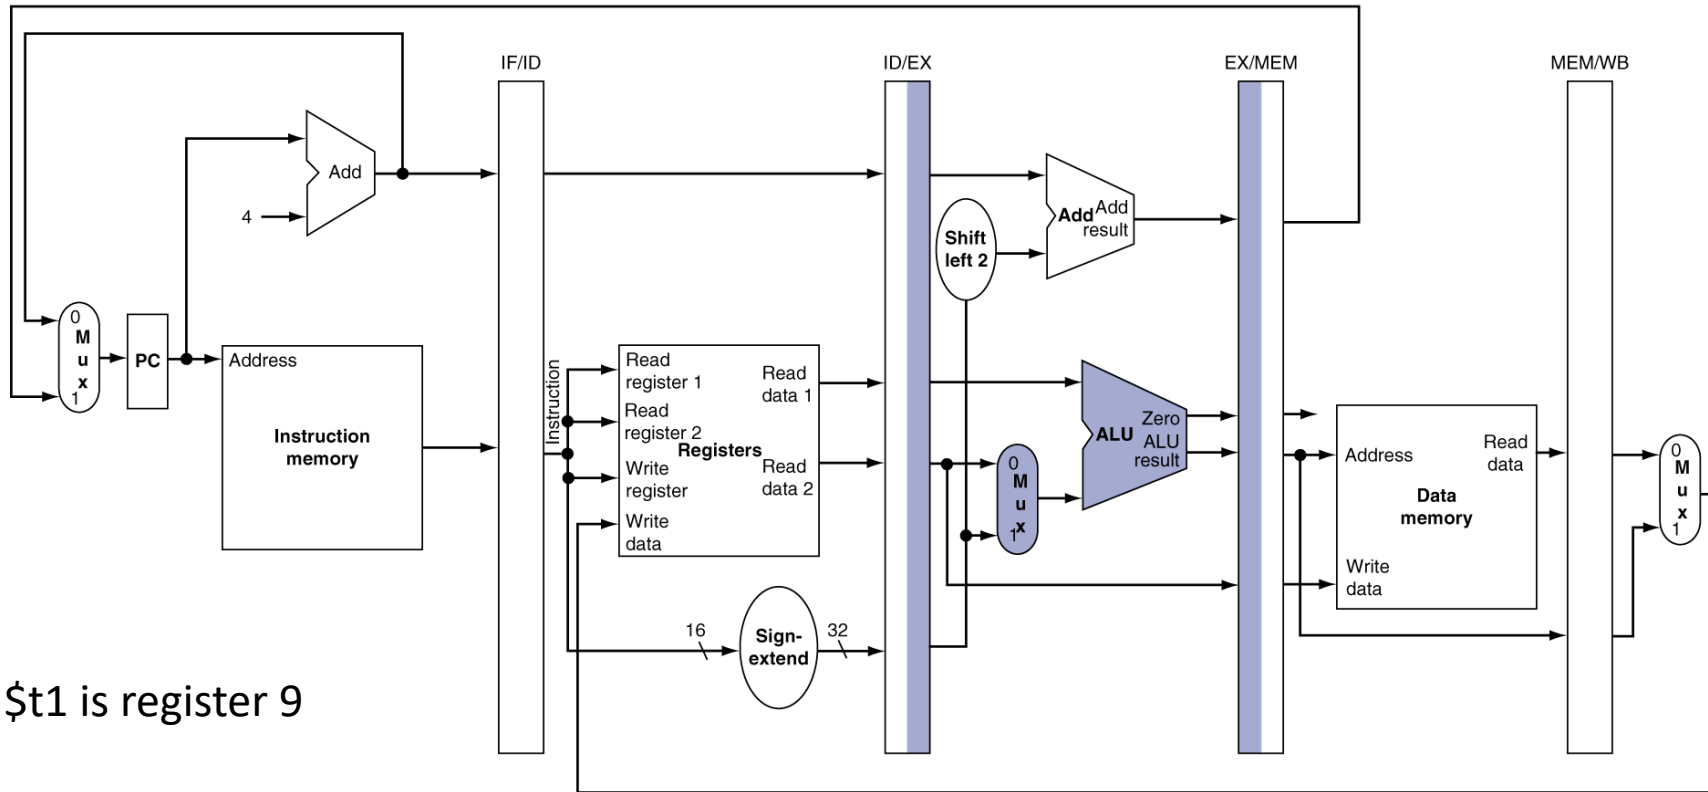 IF/ID
ID/EX
EX/MEM
MEM/WB
Add
4
Add Add
result
Shift
left 2
0
M
u
x
1
PC
Address
Instruction
memory
Instruction
Read
register 1
Read
register 2
Write
register
Write
data
Registers
Read
data 1
Read
data 2
0
M
u
x
1
ALU
Zero
ALU
result
Address
Read
data
Data
memory
Write
data
0
M
u
x
1
16
Sign-
extend
32
$t1 is register 9